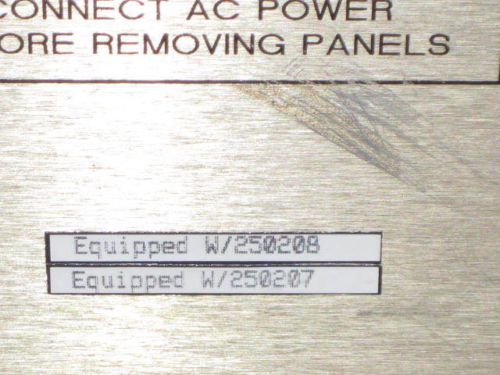 CONNECT AC POWER
ORE REMOVING PANELS
Equipped W/250208
Equipped W/250207